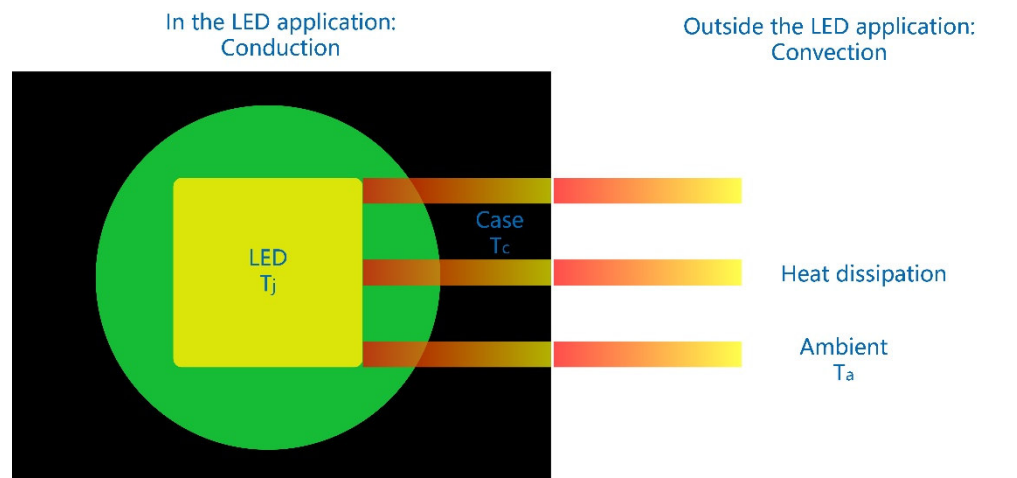 In the LED application:
Conduction
Outside the LED application:
Convection
LED
Tj
Case
Tc
Heat dissipation
Ambient
Ta